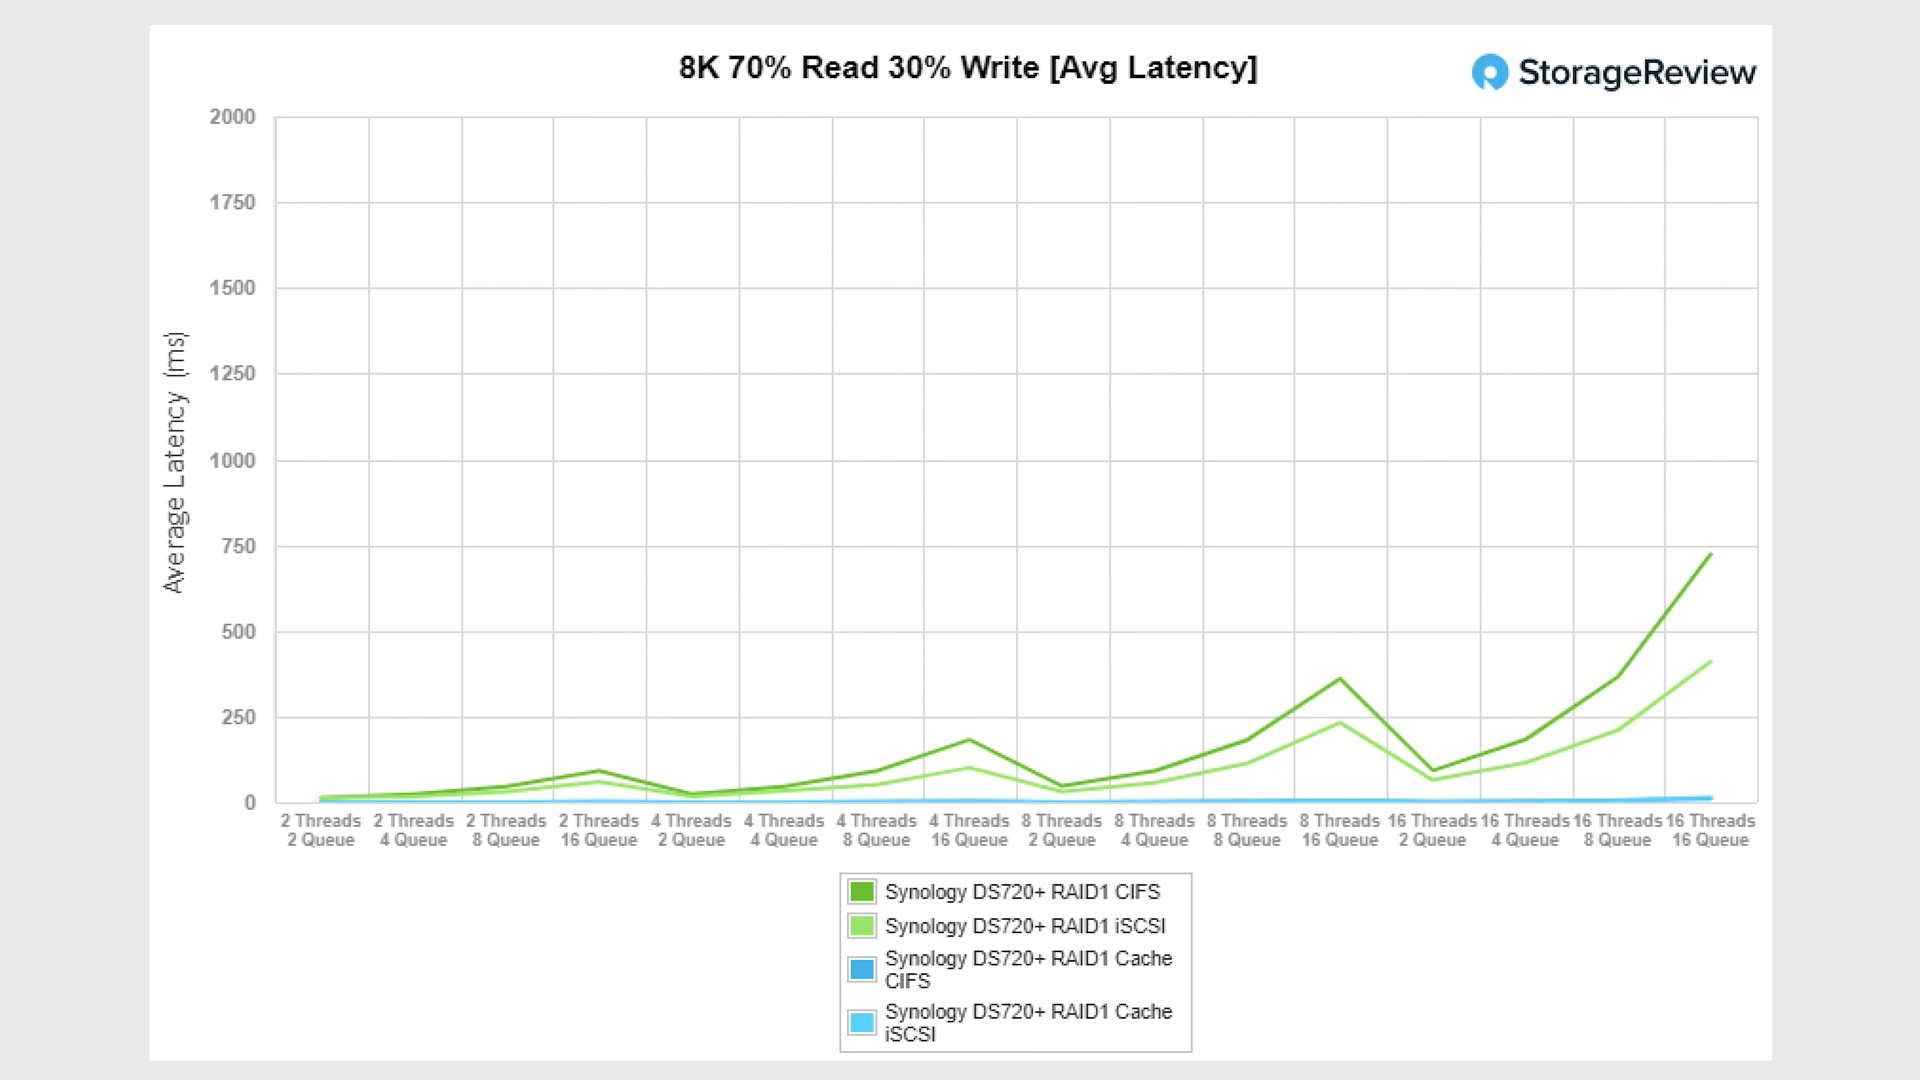 8K 70% Read 30% Write [Avg Latency]
StorageReview
Average Latency (ms)
2000
1750
1500
1250
1000
750
500
250
0
2 Threads 2 Threads 2 Threads 2 Threads 4 Threads 4 Threads 4 Threads 4 Threads 8 Threads 8 Threads 8 Threads 8 Threads 16 Threads 16 Threads 16 Threads 16 Threads
2 Queue 4 Queue 8 Queue 16 Queue 2 Queue 4 Queue 8 Queue 16 Queue 2 Queue 4 Queue 8 Queue 16 Queue 2 Queue 4 Queue 8 Queue 16 Queue
Synology DS720+ RAID1 CIFS
Synology DS720+ RAID1 iSCSI
Synology DS720+ RAID1 Cache
CIFS
Synology DS720+ RAID1 Cache
iSCSI